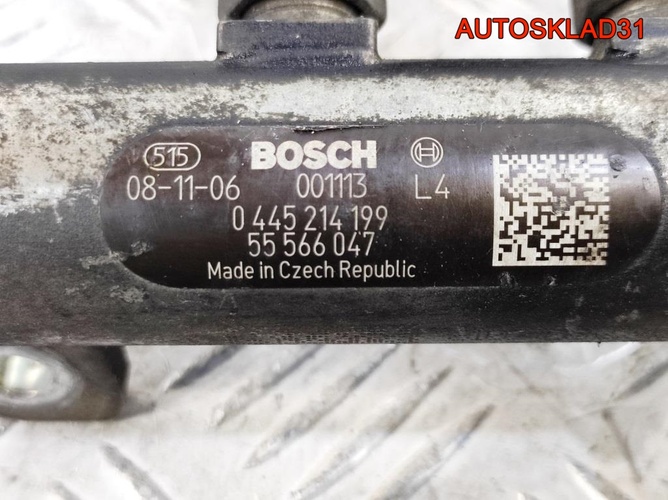 AUTOSKLAD31
515 BOSCH
08-11-06 001113 L4
0 445 214 199
55 566 047
Made in Czech Republic